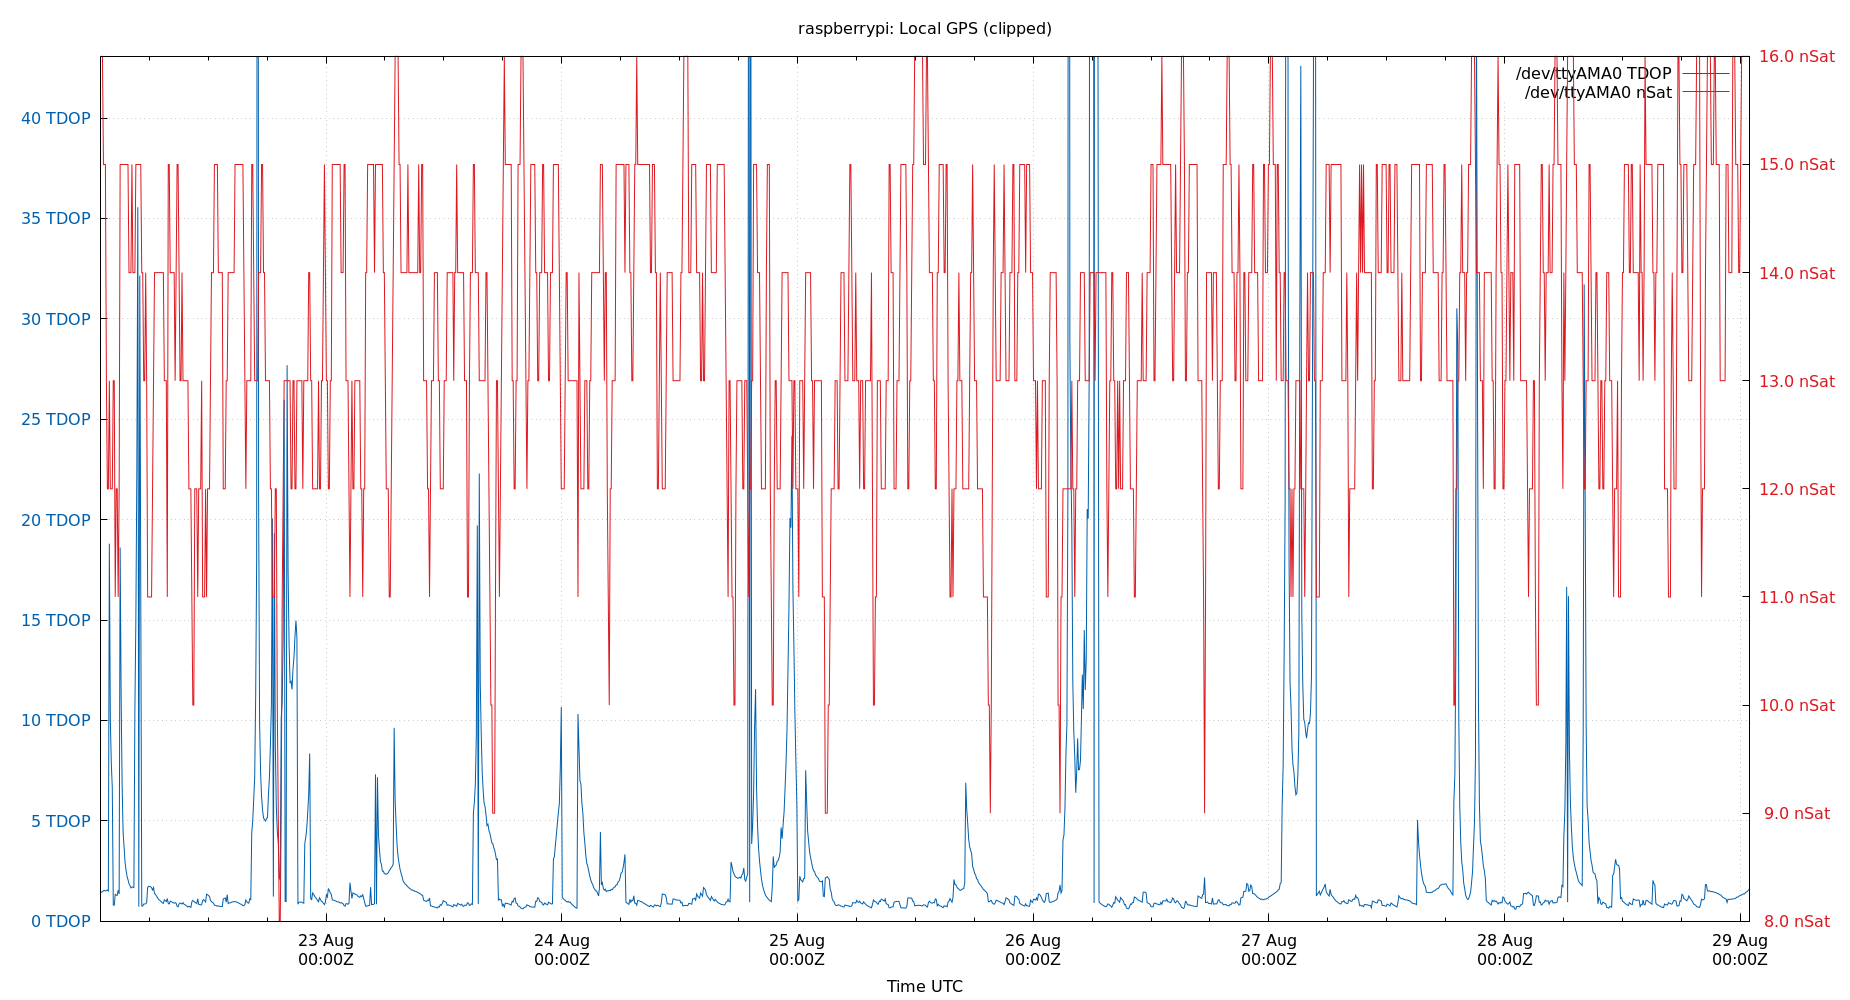 raspberrypi: Local GPS (clipped)
/dev/ttyAMA0 TDOP
/dev/ttyAMA0 nSat
40 TDOP
35 TDOP
30 TDOP
25 TDOP
20 TDOP
15 TDOP
10 TDOP
5 TDOP
0 TDOP
16.0 nSat
15.0 nSat
14.0 nSat
13.0 nSat
12.0 nSat
11.0 nSat
10.0 nSat
9.0 nSat
8.0 nSat
23 Aug
00:00Z
24 Aug
00:00Z
25 Aug
00:00Z
26 Aug
00:00Z
27 Aug
00:00Z
28 Aug
00:00Z
29 Aug
00:00Z
Time UTC